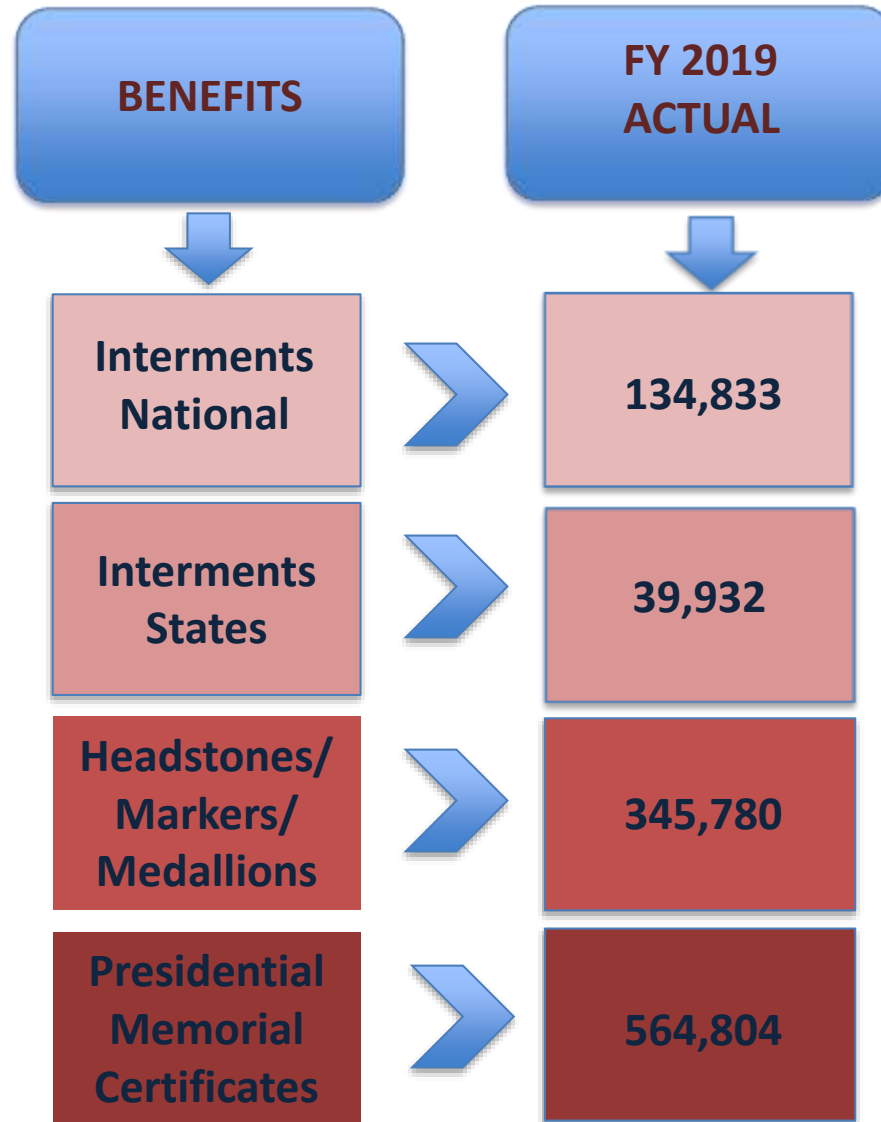 BENEFITS
FY 2019
ACTUAL
Interments
National
134,833
Interments
States
39,932
Headstones/
Markers/
Medallions
345,780
Presidential
Memorial
Certificates
564,804